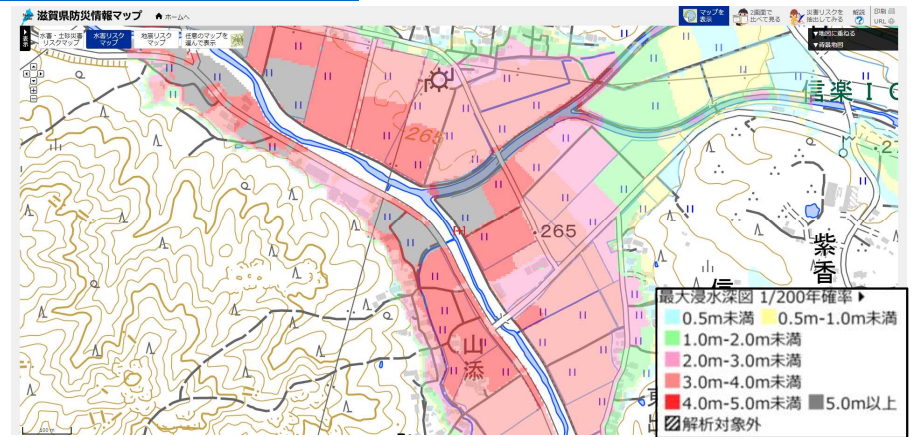 滋賀県防災情報マップ ホームへ
マップを表示 2画面で比べて見る 災害リスクを抽出してみる 解説 印刷
URL
表示
水害・土砂災害リスクマップ 水害リスクマップ 地震リスクマップ 任意のマップを選んで表示
▼地図に重ねる
▼背景地図
信楽IC
265
265
紫香
信
山添
東
100 m
最大浸水深図 1/200年確率▶
0.5m未満 0.5m-1.0m未満
1.0m-2.0m未満
2.0m-3.0m未満
3.0m-4.0m未満
4.0m-5.0m未満 5.0m以上
解析対象外